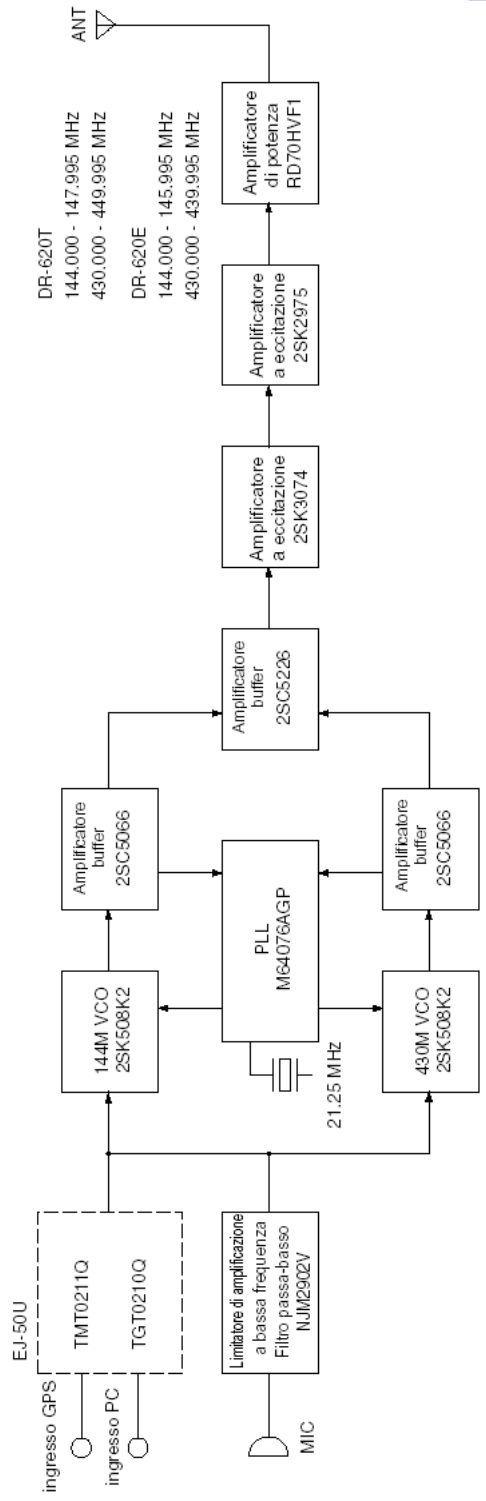 EJ-50U
ingresso GPS
TMT0211Q
ingresso PC
TGT0210Q
MIC
Limitatore di amplificazione
a bassa frequenza
Filtro passa-basso
NJM2902V
144M VCO
2SK508K2
Amplificatore
buffer
2SC5066
PLL
M64076AGP
21.25 MHz
430M VCO
2SK508K2
Amplificatore
buffer
2SC5066
Amplificatore
buffer
2SC5226
Amplificatore
a eccitazione
2SK3074
Amplificatore
a eccitazione
2SK2975
Amplificatore
di potenza
RD70HVF1
DR-620T
144.000 - 147.995 MHz
430.000 - 449.995 MHz
DR-620E
144.000 - 145.995 MHz
430.000 - 439.995 MHz
ANT